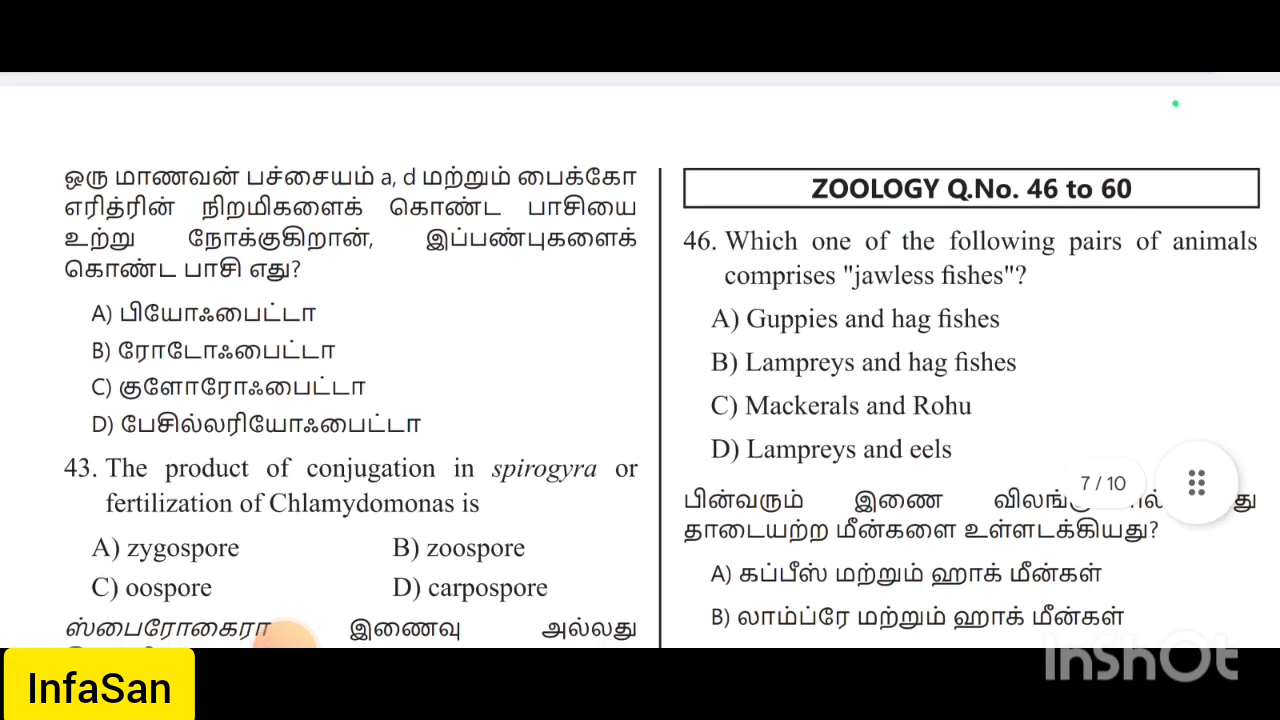 ஒரு மாணவன் பச்சையம் a, d மற்றும் பைக்கோ
எரித்ரின் நிறமிகளைக் கொண்ட பாசியை
உற்று நோக்குகிறான், இப்பண்புகளைக்
கொண்ட பாசி எது?
A) பியோஃபைட்டா
B) ரோடோஃபைட்டா
C) குளோரோஃபைட்டா
D) பேசில்லரியோஃபைட்டா
43. The product of conjugation in spirogyra or
fertilization of Chlamydomonas is
A) zygospore B) zoospore
C) oospore D) carpospore
ஸ்பைரோகைரா இணைவு அல்லது
ZOOLOGY Q.No. 46 to 60
46. Which one of the following pairs of animals
comprises "jawless fishes"?
A) Guppies and hag fishes
B) Lampreys and hag fishes
C) Mackerals and Rohu
D) Lampreys and eels
7 / 10
பின்வரும் இணை
தாடையற்ற மீன்களை உள்ளடக்கியது?
A) கப்பீஸ் மற்றும் ஹாக் மீன்கள்
B) லாம்ப்ரே மற்றும் ஹாக் மீன்கள்
InShOt
InfaSan